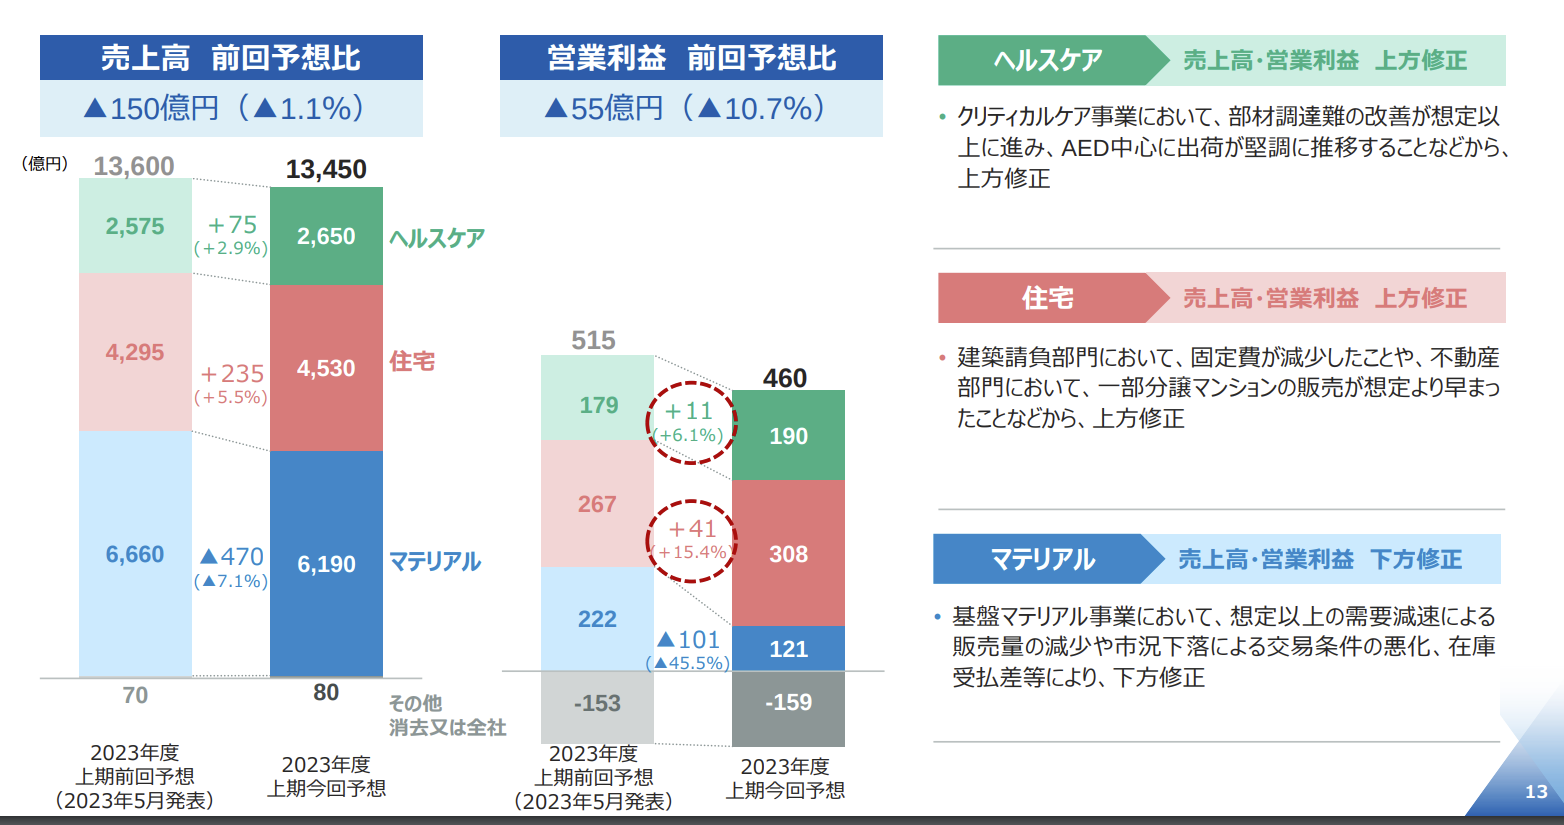 売上高　前回予想比
▲150億円（▲1.1%）
（億円）
13,600
13,450
2,575
+75
(+2.9%)
2,650
ヘルスケア
4,295
+235
(+5.5%)
4,530
住宅
6,660
▲470
(▲7.1%)
6,190
マテリアル
70
80
その他
消去又は全社
2023年度
上期前回予想
（2023年5月発表）
2023年度
上期今回予想
営業利益　前回予想比
▲55億円（▲10.7%）
515
460
179
+11
(+6.1%)
190
267
+41
(+15.4%)
308
222
▲101
(▲45.5%)
121
-153
-159
2023年度
上期前回予想
（2023年5月発表）
2023年度
上期今回予想
ヘルスケア
売上高・営業利益　上方修正
• クリティカルケア事業において、部材調達難の改善が想定以
上に進み、AED中心に出荷が堅調に推移することなどから、
上方修正
住宅
売上高・営業利益　上方修正
• 建築請負部門において、固定費が減少したことや、不動産
部門において、一部分譲マンションの販売が想定より早まっ
たことなどから、上方修正
マテリアル
売上高・営業利益　下方修正
• 基盤マテリアル事業において、想定以上の需要減速による
販売量の減少や市況下落による交易条件の悪化、在庫
受払差等により、下方修正
13